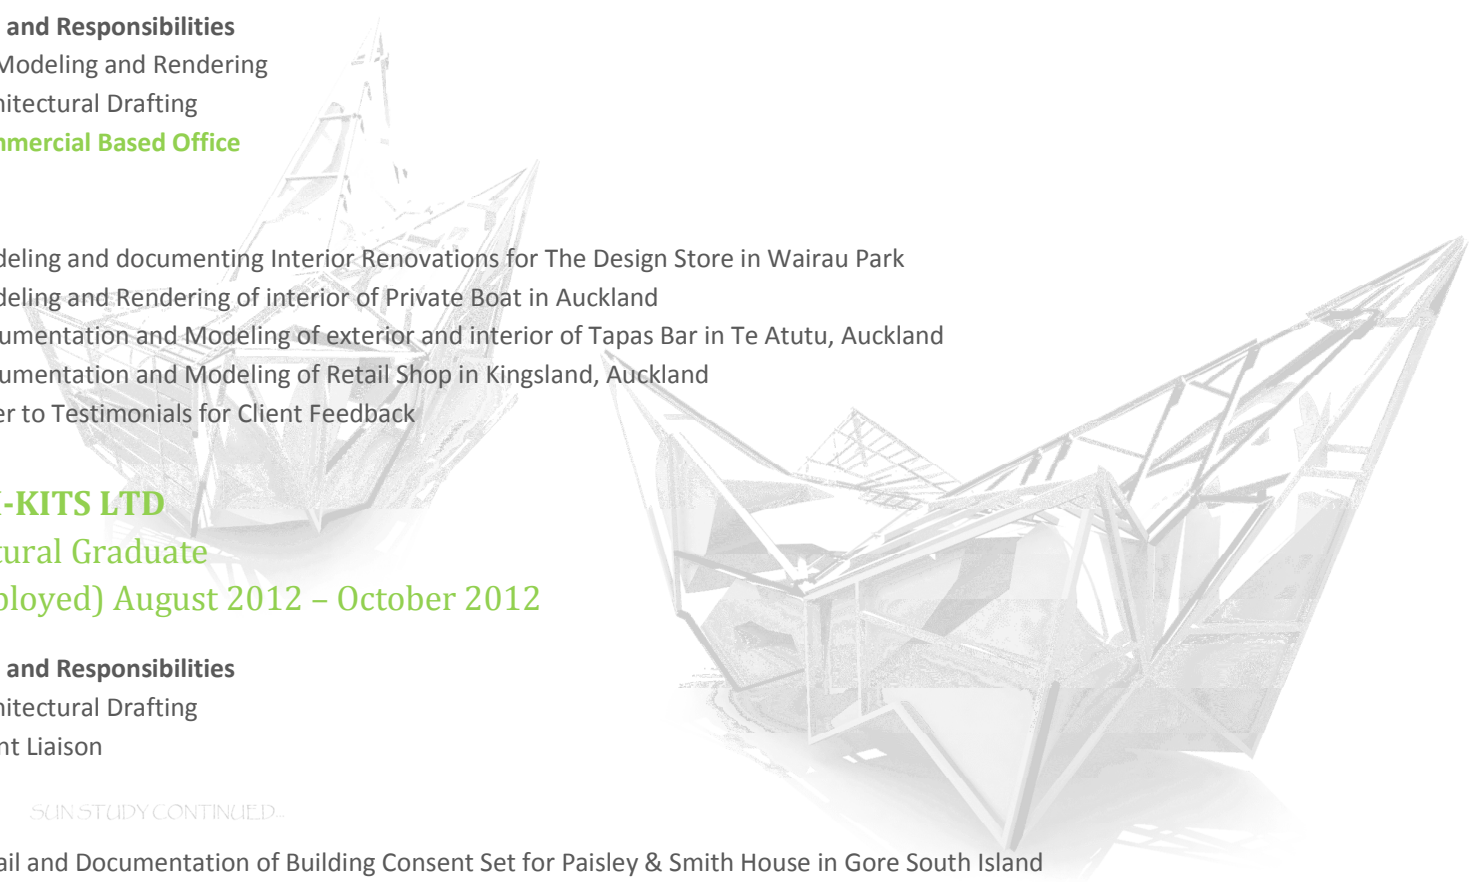 and Responsibilities
Modeling and Rendering
hitectural Drafting
mmercial Based Office
deling and documenting Interior Renovations for The Design Store in Wairau Park
deling and Rendering of interior of Private Boat in Auckland
umentation and Modeling of exterior and interior of Tapas Bar in Te Atutu, Auckland
umentation and Modeling of Retail Shop in Kingsland, Auckland
er to Testimonials for Client Feedback
-KITS LTD
tural Graduate
ployed) August 2012 – October 2012
and Responsibilities
hitectural Drafting
nt Liaison
SUN STUDY CONTINUED...
ail and Documentation of Building Consent Set for Paisley & Smith House in Gore South Island